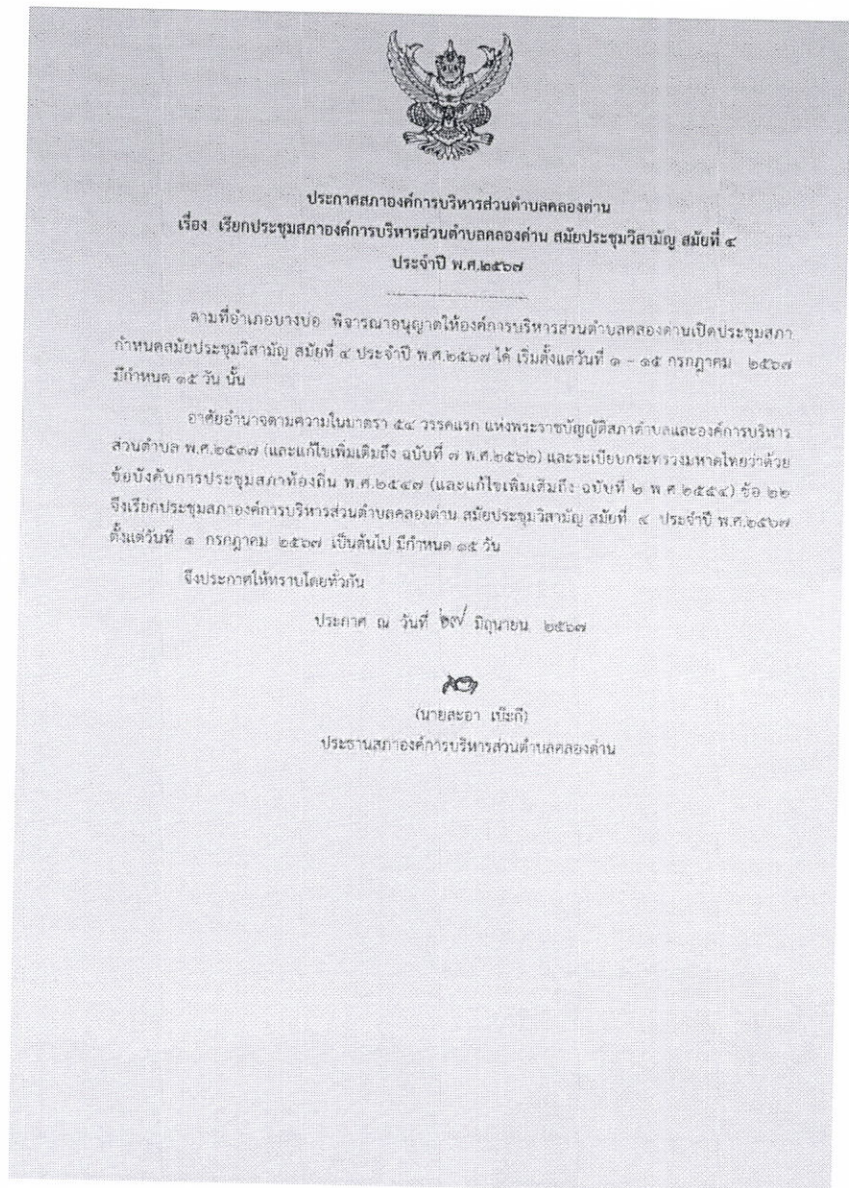 ประกาศสภาองค์การบริหารส่วนตำบลคลองด่าน
เรื่อง เรียกประชุมสภาองค์การบริหารส่วนตำบลคลองด่าน สมัยประชุมวิสามัญ สมัยที่ ๔
ประจำปี พ.ศ.๒๕๖๗
ตามที่อำเภอบางบ่อ พิจารณาอนุญาตให้องค์การบริหารส่วนตำบลคลองด่านเปิดประชุมสภา
กำหนดสมัยประชุมวิสามัญ สมัยที่ ๔ ประจำปี พ.ศ.๒๕๖๗ ได้ เริ่มตั้งแต่วันที่ ๑ - ๑๕ กรกฎาคม ๒๕๖๗
มีกำหนด ๑๕ วัน นั้น
อาศัยอำนาจตามความในมาตรา ๕๔ วรรคแรก แห่งพระราชบัญญัติสภาตำบลและองค์การบริหาร
ส่วนตำบล พ.ศ.๒๕๓๗ (และแก้ไขเพิ่มเติมถึง ฉบับที่ ๗ พ.ศ.๒๕๖๒) และระเบียบกระทรวงมหาดไทยว่าด้วย
ข้อบังคับการประชุมสภาท้องถิ่น พ.ศ.๒๕๔๗ (และแก้ไขเพิ่มเติมถึง ฉบับที่ ๒ พ.ศ.๒๕๕๔) ข้อ ๒๒
จึงเรียกประชุมสภาองค์การบริหารส่วนตำบลคลองด่าน สมัยประชุมวิสามัญ สมัยที่ ๔ ประจำปี พ.ศ.๒๕๖๗
ตั้งแต่วันที่ ๑ กรกฎาคม ๒๕๖๗ เป็นต้นไป มีกำหนด ๑๕ วัน
จึงประกาศให้ทราบโดยทั่วกัน
ประกาศ ณ วันที่ มิถุนายน ๒๕๖๗
(นายสะอา เบ๊ะกี)
ประธานสภาองค์การบริหารส่วนตำบลคลองด่าน